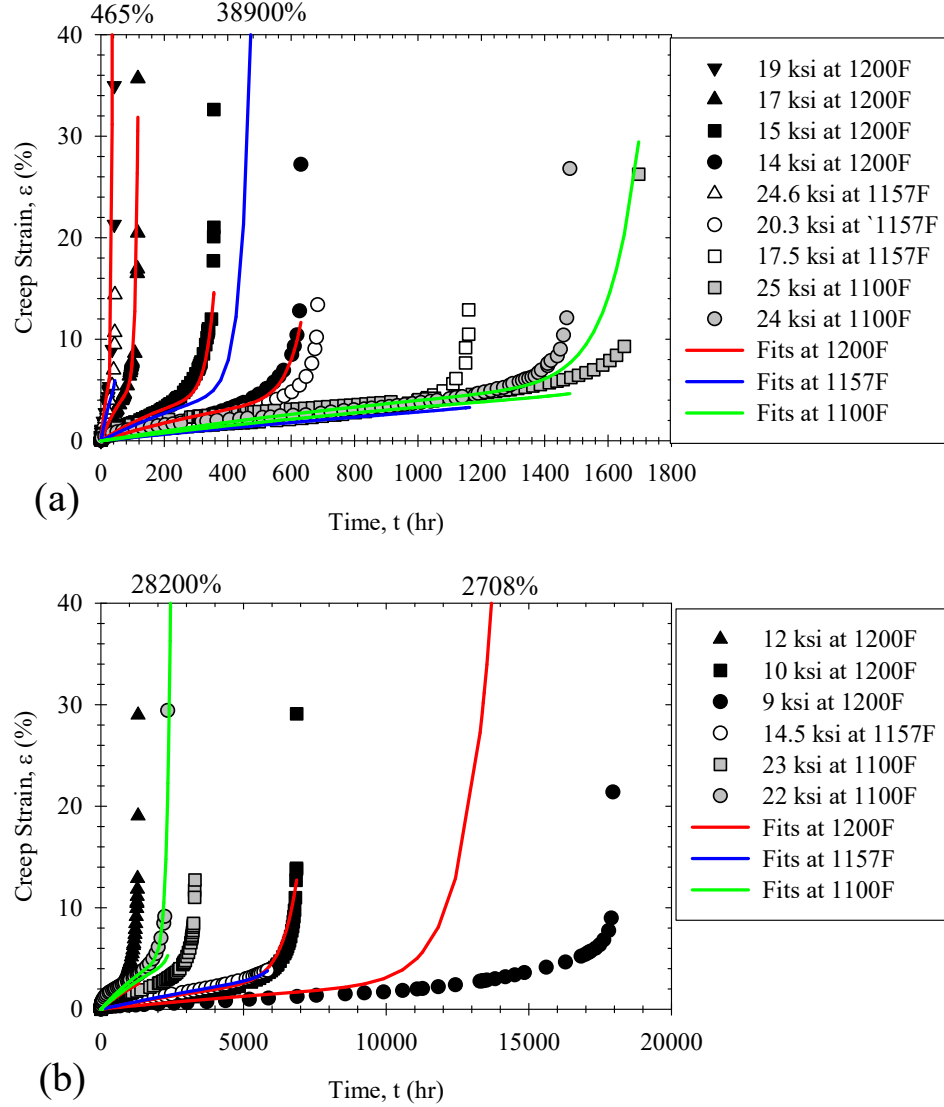 465% 38900%
40
30
20
10
0
Creep Strain, ε (%)
0 200 400 600 800 1000 1200 1400 1600 1800
Time, t (hr)
(a)
19 ksi at 1200F
17 ksi at 1200F
15 ksi at 1200F
14 ksi at 1200F
24.6 ksi at 1157F
20.3 ksi at `1157F
17.5 ksi at 1157F
25 ksi at 1100F
24 ksi at 1100F
Fits at 1200F
Fits at 1157F
Fits at 1100F
28200% 2708%
40
30
20
10
0
Creep Strain, ε (%)
0 5000 10000 15000 20000
Time, t (hr)
(b)
12 ksi at 1200F
10 ksi at 1200F
9 ksi at 1200F
14.5 ksi at 1157F
23 ksi at 1100F
22 ksi at 1100F
Fits at 1200F
Fits at 1157F
Fits at 1100F